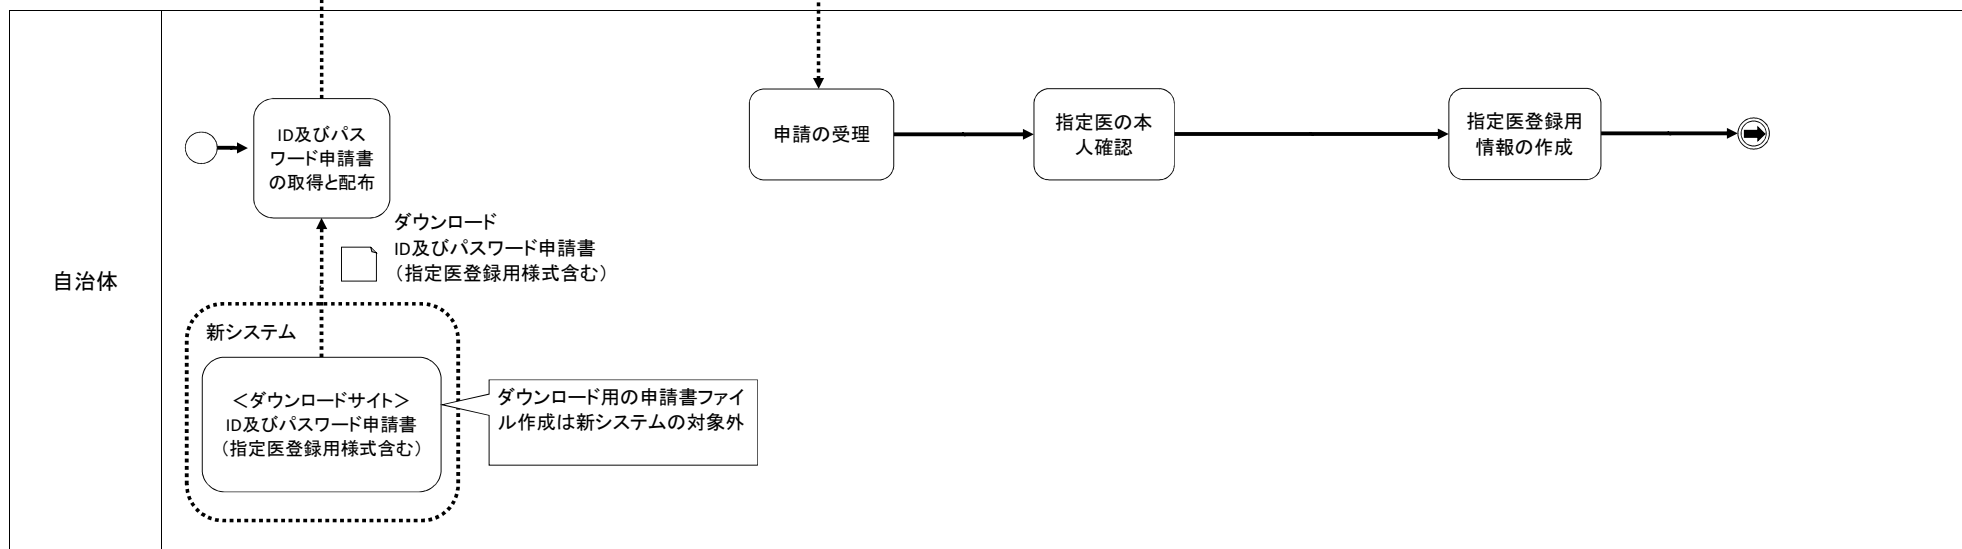 自治体
ID及びパス
ワード申請書
の取得と配布
申請の受理
指定医の本
人確認
指定医登録用
情報の作成
ダウンロード
ID及びパスワード申請書
（指定医登録用様式含む）
新システム
＜ダウンロードサイト＞
ID及びパスワード申請書
（指定医登録用様式含む）
ダウンロード用の申請書ファイ
ル作成は新システムの対象外